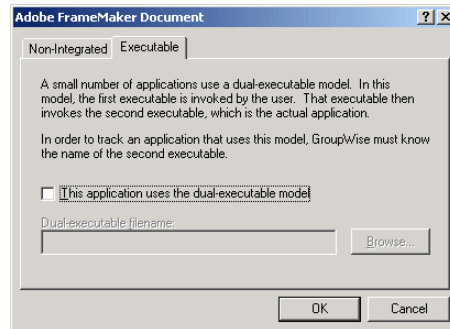 Adobe FrameMaker Document
Non-Integrated Executable
A small number of applications use a dual-executable model. In this
model, the first executable is invoked by the user. That executable then
invokes the second executable, which is the actual application.
In order to track an application that uses this model, GroupWise must know
the name of the second executable.
This application uses the dual-executable model
Dual-executable filename:
Browse...
OK Cancel